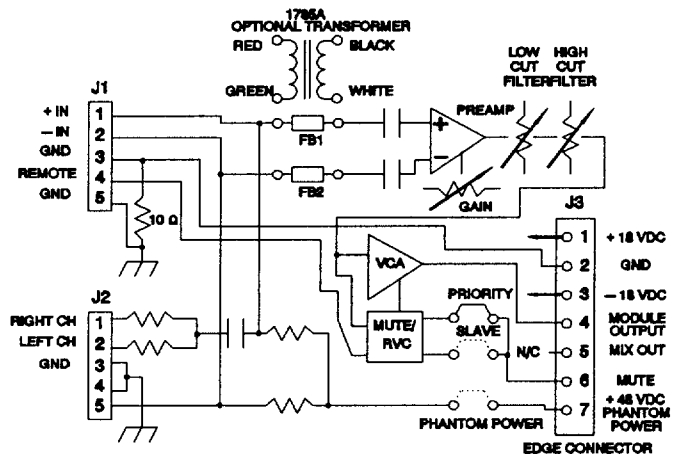 1785A
OPTIONAL TRANSFORMER
RED
BLACK
GREEN
WHITE
LOW CUT FILTER
HIGH CUT FILTER
J1
+ IN
1
− IN
2
GND
3
REMOTE
4
GND
5
FB1
FB2
PREAMP
+
−
GAIN
10 Ω
J3
1
+ 18 VDC
2
GND
3
− 18 VDC
4
MODULE OUTPUT
N/C
5
MIX OUT
6
MUTE
7
+ 48 VDC PHANTOM POWER
VCA
MUTE/
RVC
PRIORITY
SLAVE
J2
RIGHT CH
1
LEFT CH
2
GND
3
4
5
PHANTOM POWER
EDGE CONNECTOR